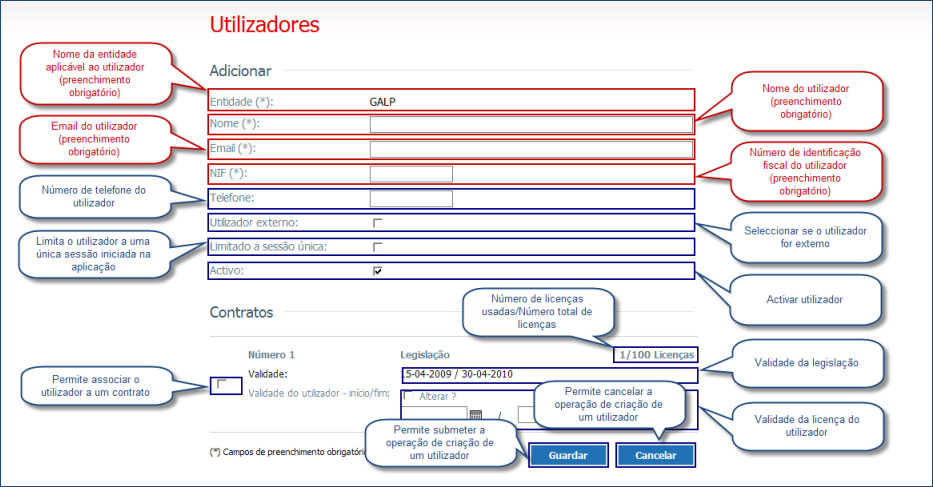 Utilizadores
Nome da entidade
aplicável ao utilizador
(preenchimento
obrigatório)
Adicionar
Entidade (*): GALP
Nome do utilizador
(preenchimento
obrigatório)
Nome (*):
Email do utilizador
(preenchimento
obrigatório)
Email (*):
Número de identificação
fiscal do utilizador
(preenchimento
obrigatório)
NIF (*):
Número de telefone do
utilizador
Telefone:
Utilizador externo:
Seleccionar se o utilizador
for externo
Limita o utilizador a uma
única sessão iniciada na
aplicação
Limitado a sessão única:
Activo:
Activar utilizador
Número de licenças
usadas/Número total de
licenças
Contratos
Número 1 Legislação 1/100 Licenças
Validade: 15-04-2009 / 30-04-2010
Validade da legislação
Permite associar o
utilizador a um contrato
Validade do utilizador - início/fim: Alterar ?
/
Permite cancelar a
operação de criação de
um utilizador
Validade da licença do
utilizador
Permite submeter a
operação de criação de
um utilizador
(*) Campos de preenchimento obrigatório
Guardar Cancelar